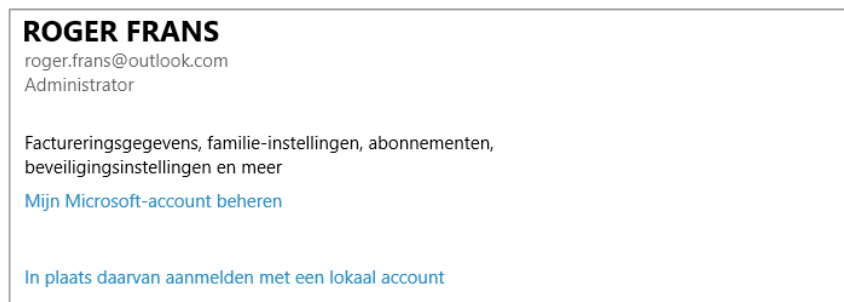 ROGER FRANS
roger.frans@outlook.com
Administrator
Factureringsgegevens, familie-instellingen, abonnementen,
beveiligingsinstellingen en meer
Mijn Microsoft-account beheren
In plaats daarvan aanmelden met een lokaal account